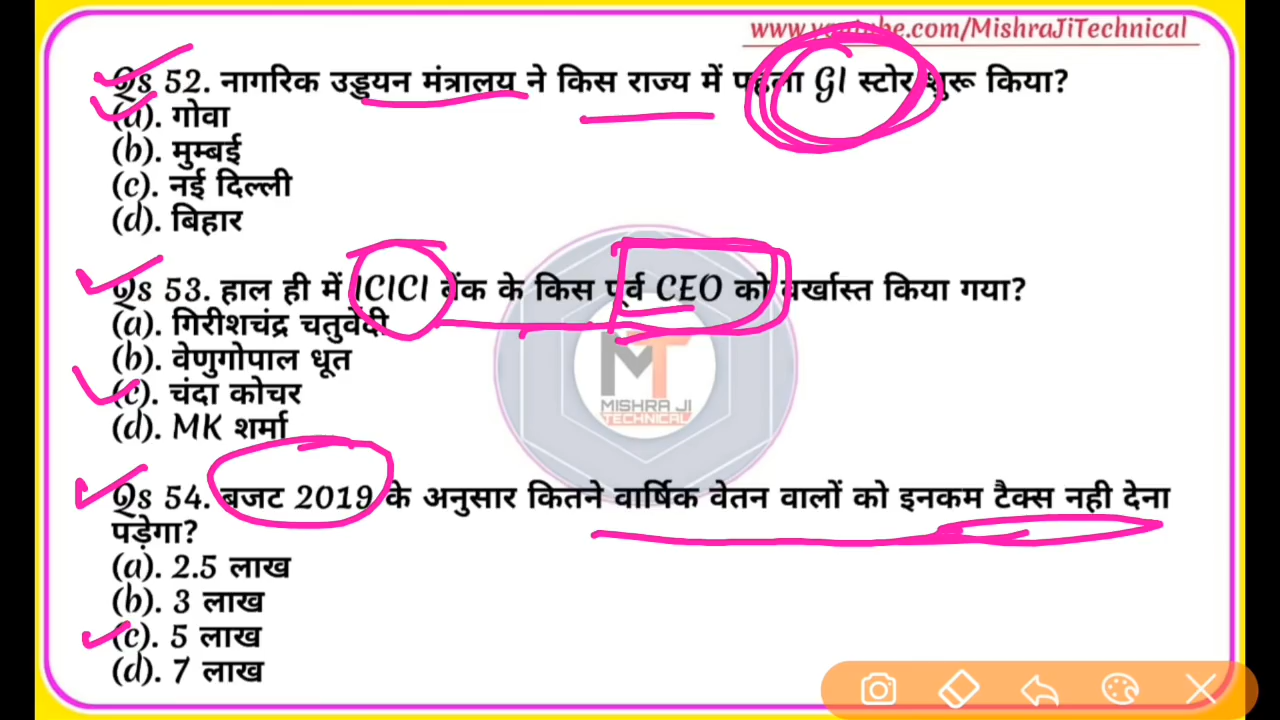 www.youtube.com/MishraJiTechnical
Qs 52. नागरिक उड्डयन मंत्रालय ने किस राज्य में पहला GI स्टोर शुरू किया?
(a). गोवा
(b). मुम्बई
(c). नई दिल्ली
(d). बिहार
Qs 53. हाल ही में ICICI बैंक के किस पूर्व CEO को बर्खास्त किया गया?
(a). गिरीशचंद्र चतुर्वेदी
(b). वेणुगोपाल धूत
(c). चंदा कोचर
(d). MK शर्मा
MISHRA JI
TECHNICAL
Qs 54. बजट 2019 के अनुसार कितने वार्षिक वेतन वालों को इनकम टैक्स नही देना
पड़ेगा?
(a). 2.5 लाख
(b). 3 लाख
(c). 5 लाख
(d). 7 लाख